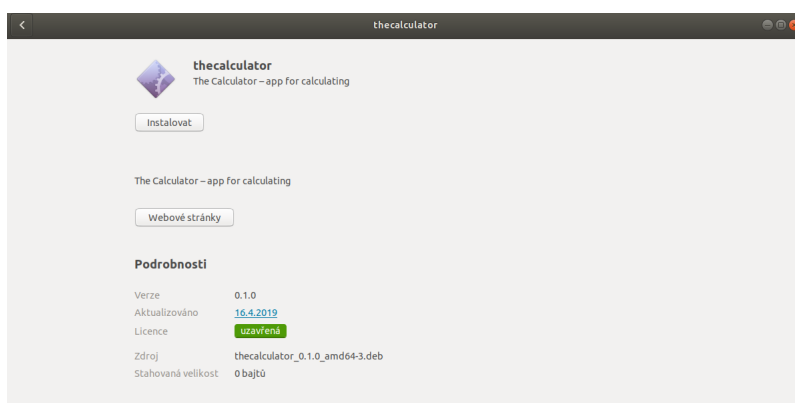 thecalculator
thecalculator
The Calculator – app for calculating
Instalovat
The Calculator – app for calculating
Webové stránky
Podrobnosti
Verze 0.1.0
Aktualizováno 16.4.2019
Licence uzavřená
Zdroj thecalculator_0.1.0_amd64-3.deb
Stahovaná velikost 0 bajtů